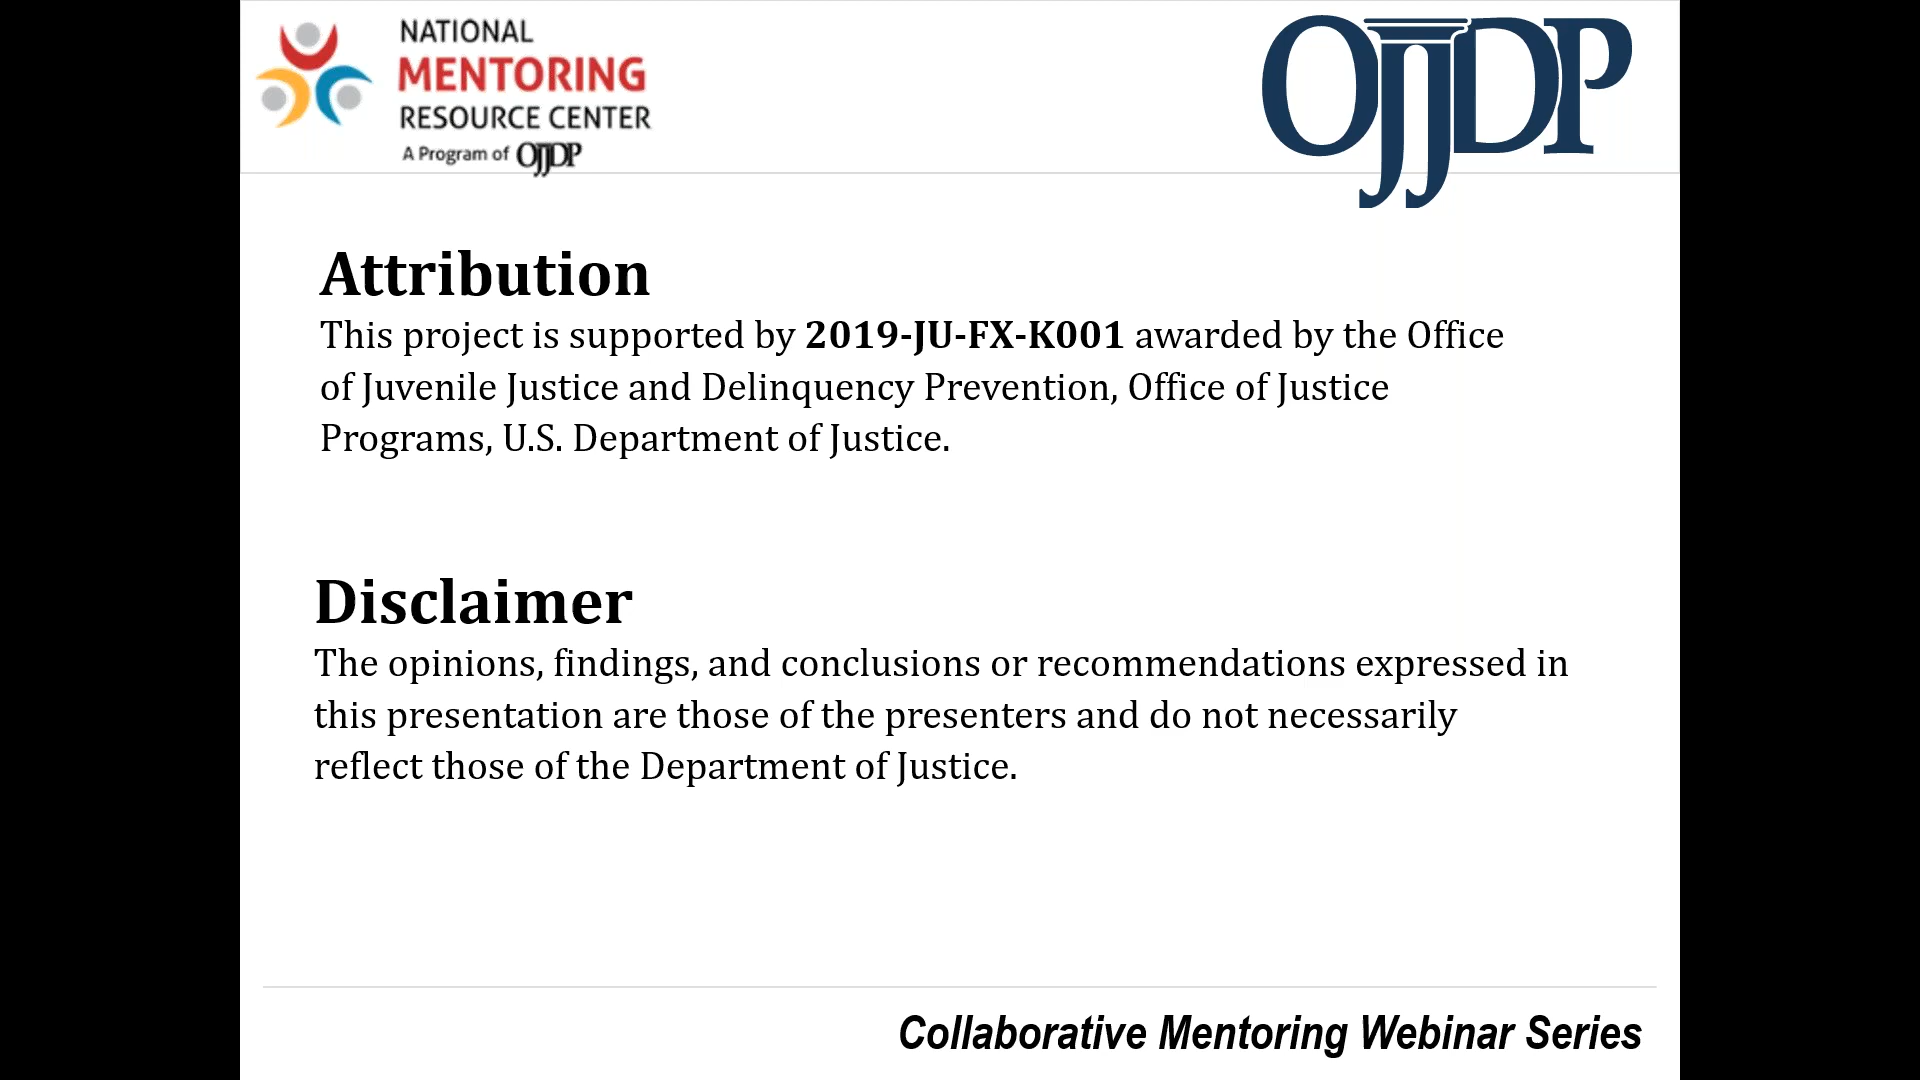 NATIONAL
MENTORING
RESOURCE CENTER
A Program of OJJDP
OJJDP
Attribution
This project is supported by 2019-JU-FX-K001 awarded by the Office
of Juvenile Justice and Delinquency Prevention, Office of Justice
Programs, U.S. Department of Justice.
Disclaimer
The opinions, findings, and conclusions or recommendations expressed in
this presentation are those of the presenters and do not necessarily
reflect those of the Department of Justice.
Collaborative Mentoring Webinar Series